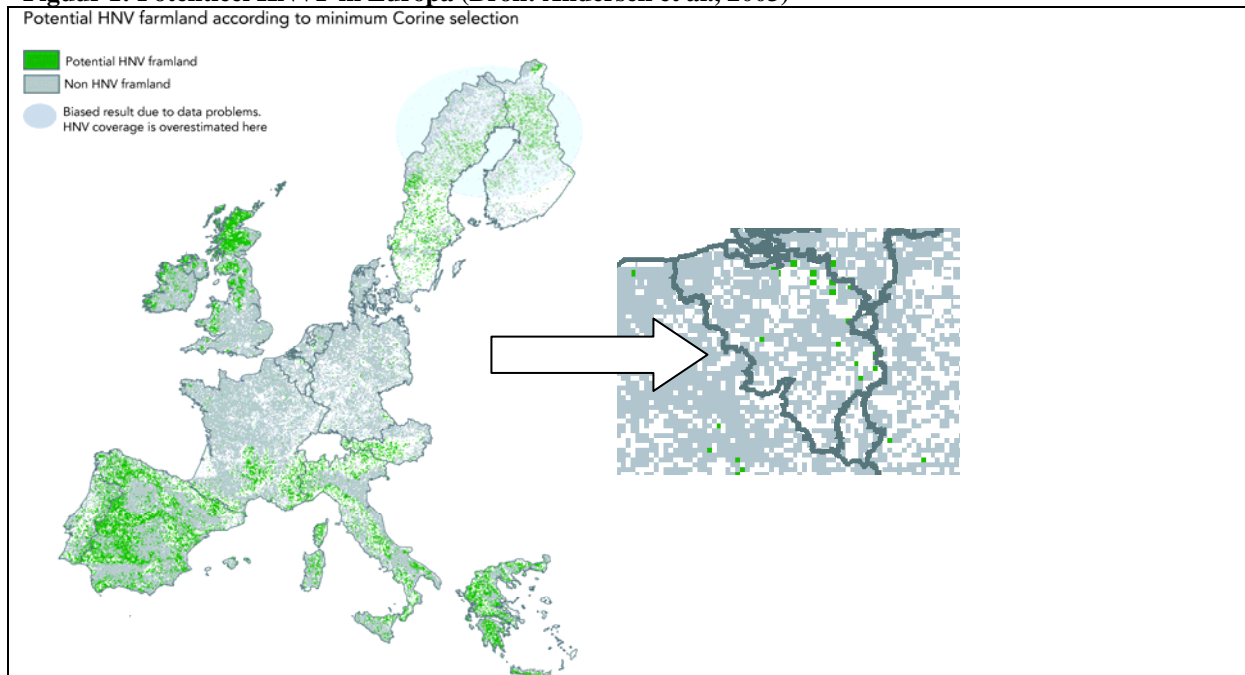 Potential HNV farmland according to minimum Corine selection
Potential HNV framland
Non HNV framland
Biased result due to data problems.
HNV coverage is overestimated here